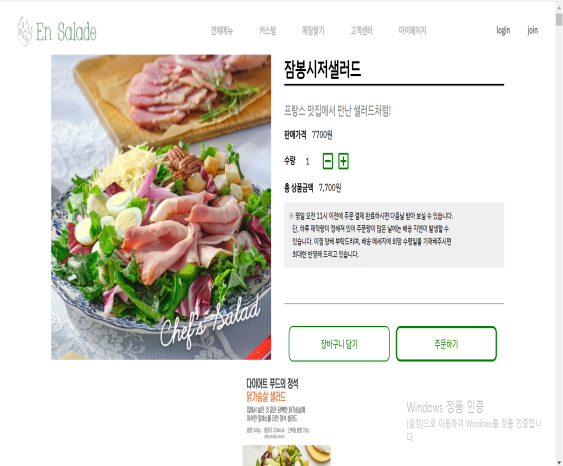 En Salade
전체메뉴 커스텀 매장찾기 고객센터 마이페이지 login join
잠봉시저샐러드
프랑스 맛집에서 만난 샐러드처럼!
판매가격 7700원
수량 1
총 상품금액 7,700원
※ 평일 오전 11시 이전에 주문 결제 완료하시면 다음날 받아 보실 수 있습니다.
단, 하루 제작량이 정해져 있어 주문량이 많은 날에는 배송 지연이 발생할 수
있습니다. 이점 양해 부탁드리며, 배송 메세지에 희망 수령일을 기재해주시면
최대한 반영해 드리고 있습니다.
Chef's Salad
장바구니 담기 주문하기
다이어트 푸드의 정석
닭가슴살 샐러드
Windows 정품 인증
[설정]으로 이동하여 Windows를 정품 인증합니
다.